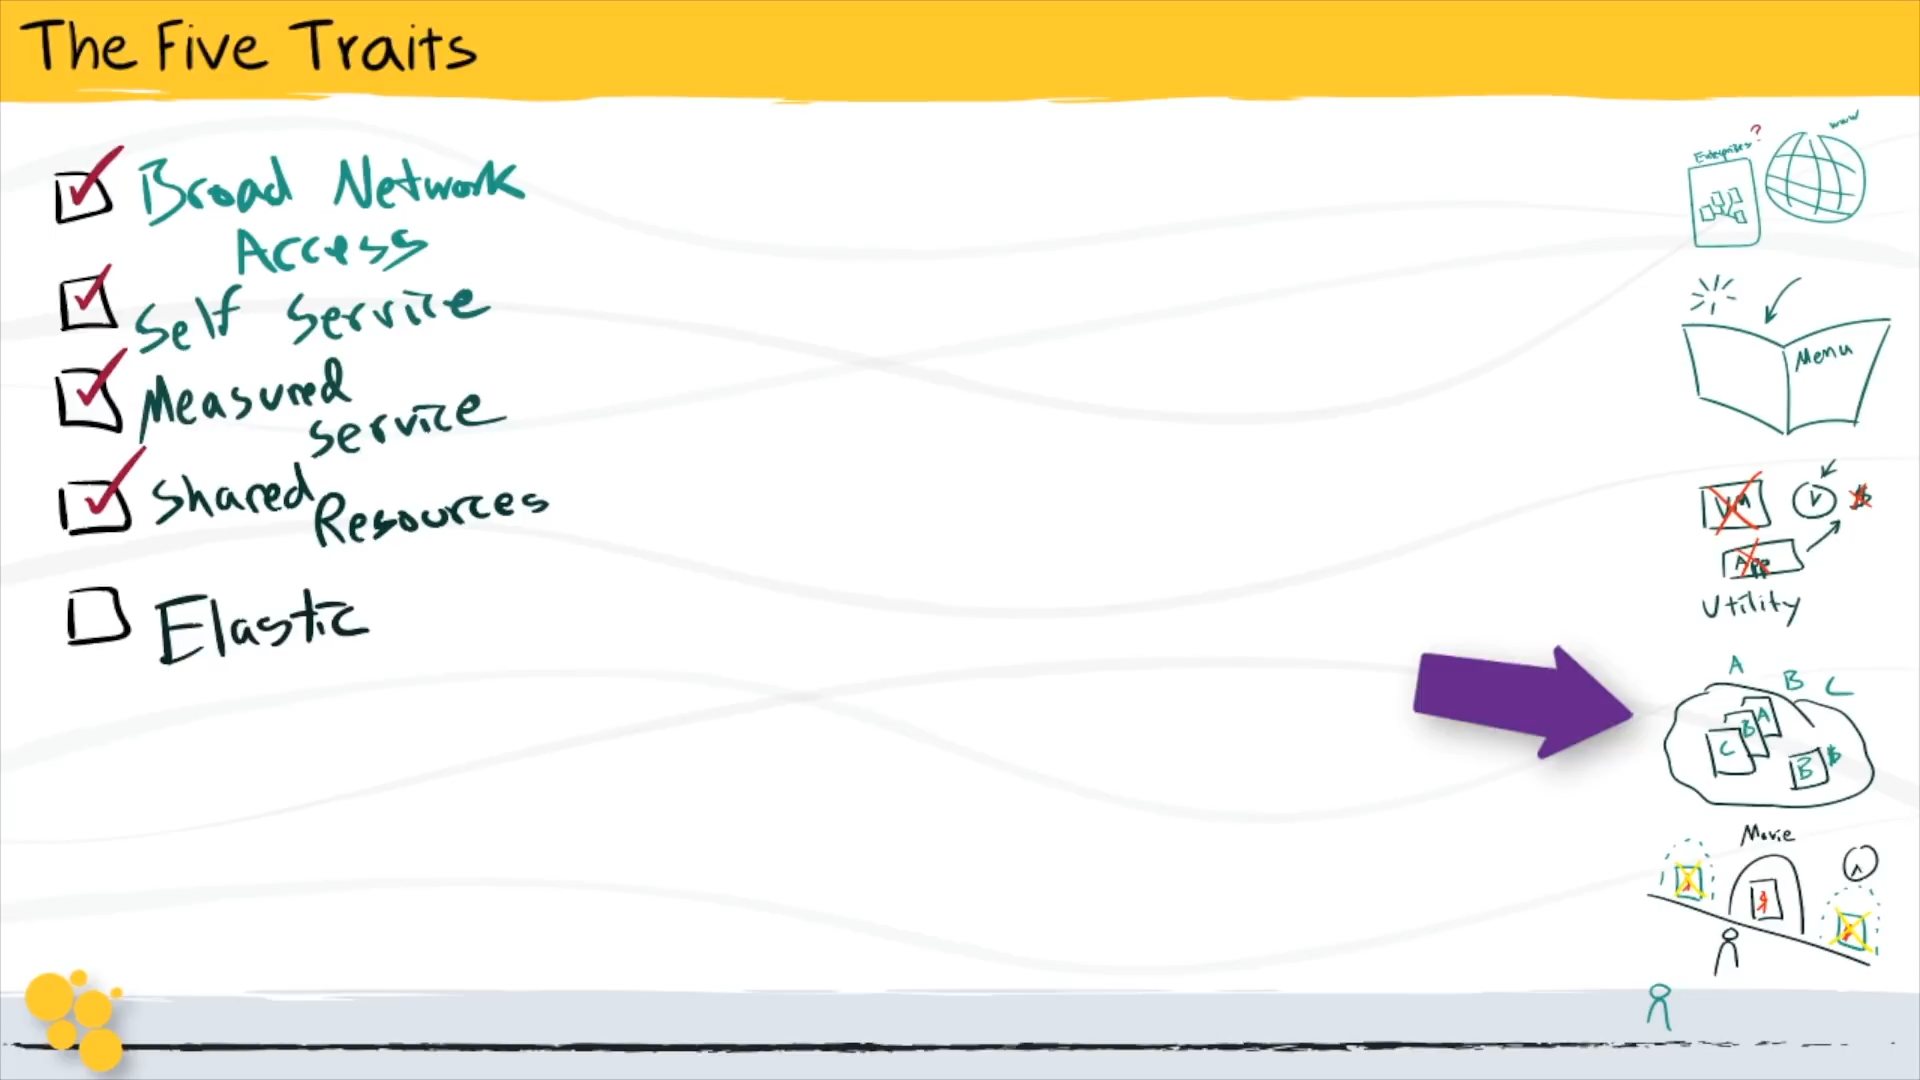 The Five Traits
Broad Network
Access
Self Service
Measured
Service
Shared
Resources
Elastic
Enterprises?
www
Menu
VM
$
App
Utility
A
B
C
A
B
C
B
$
Movie